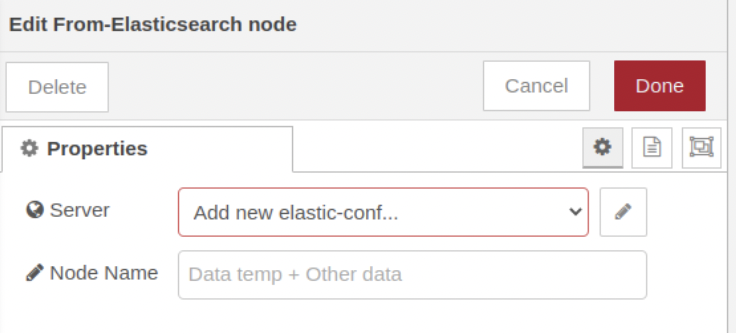 Edit From-Elasticsearch node
Delete
Cancel
Done
Properties
Server
Add new elastic-conf...
Node Name
Data temp + Other data